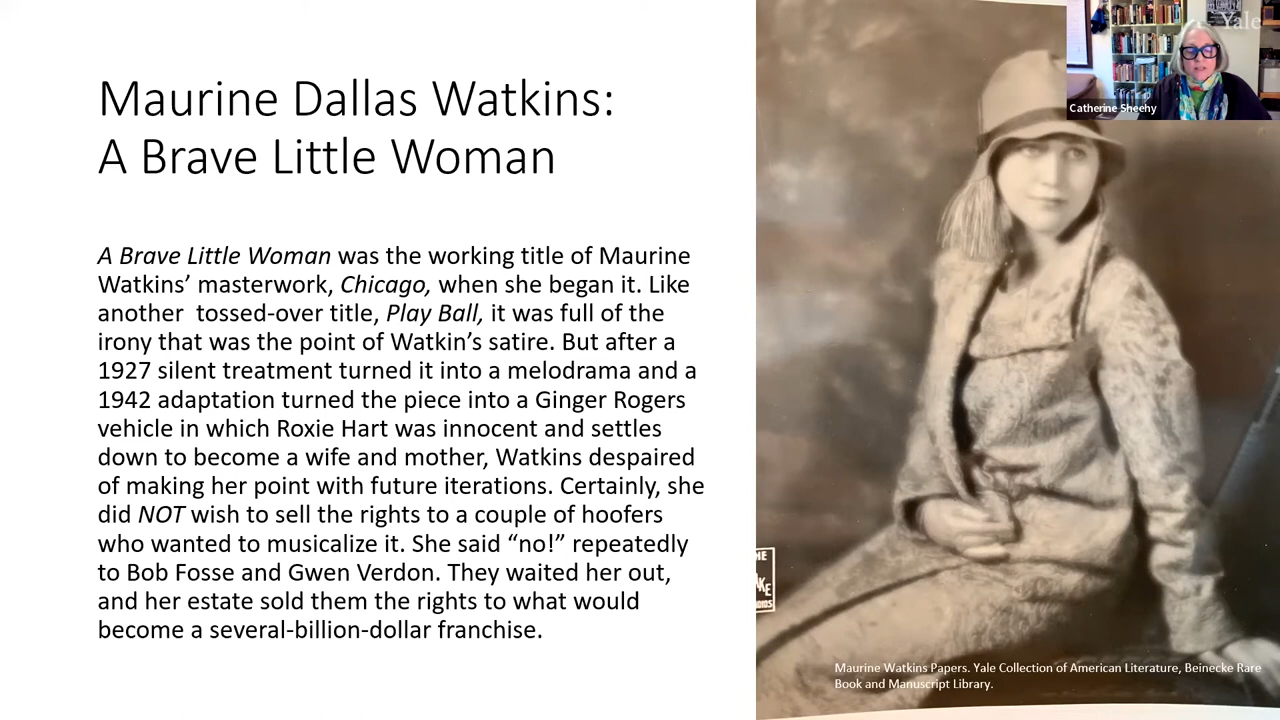 Maurine Dallas Watkins:
A Brave Little Woman
A Brave Little Woman was the working title of Maurine
Watkins’ masterwork, Chicago, when she began it. Like
another  tossed-over title, Play Ball, it was full of the
irony that was the point of Watkin’s satire. But after a
1927 silent treatment turned it into a melodrama and a
1942 adaptation turned the piece into a Ginger Rogers
vehicle in which Roxie Hart was innocent and settles
down to become a wife and mother, Watkins despaired
of making her point with future iterations. Certainly, she
did NOT wish to sell the rights to a couple of hoofers
who wanted to musicalize it. She said “no!” repeatedly
to Bob Fosse and Gwen Verdon. They waited her out,
and her estate sold them the rights to what would
become a several-billion-dollar franchise.
Yale
Catherine Sheehy
Maurine Watkins Papers. Yale Collection of American Literature, Beinecke Rare
Book and Manuscript Library.